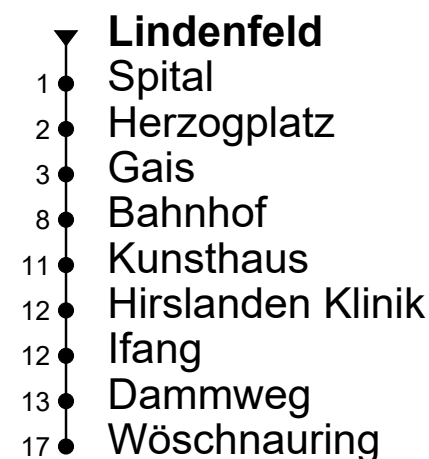 Lindenfeld
1 Spital
2 Herzogplatz
3 Gais
8 Bahnhof
11 Kunsthaus
12 Hirslanden Klinik
12 Ifang
13 Dammweg
17 Wöschnauring